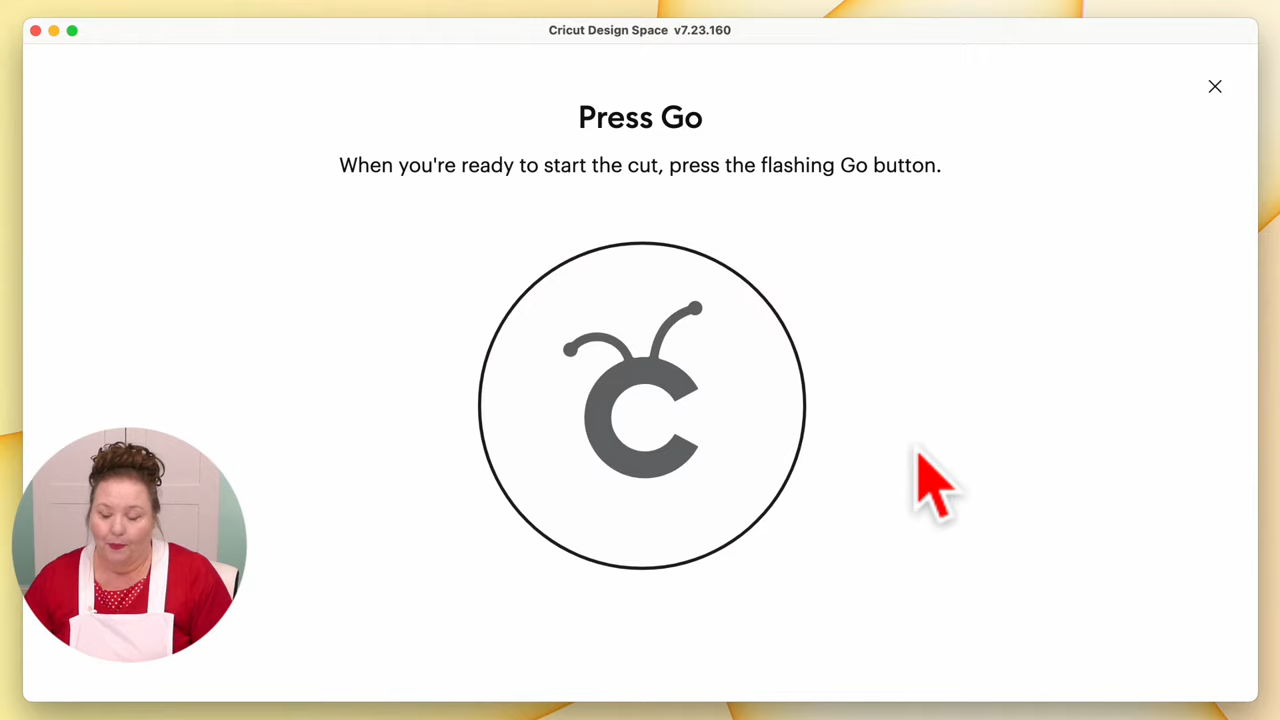 Cricut Design Space v7.23.160
Press Go
When you're ready to start the cut, press the flashing Go button.